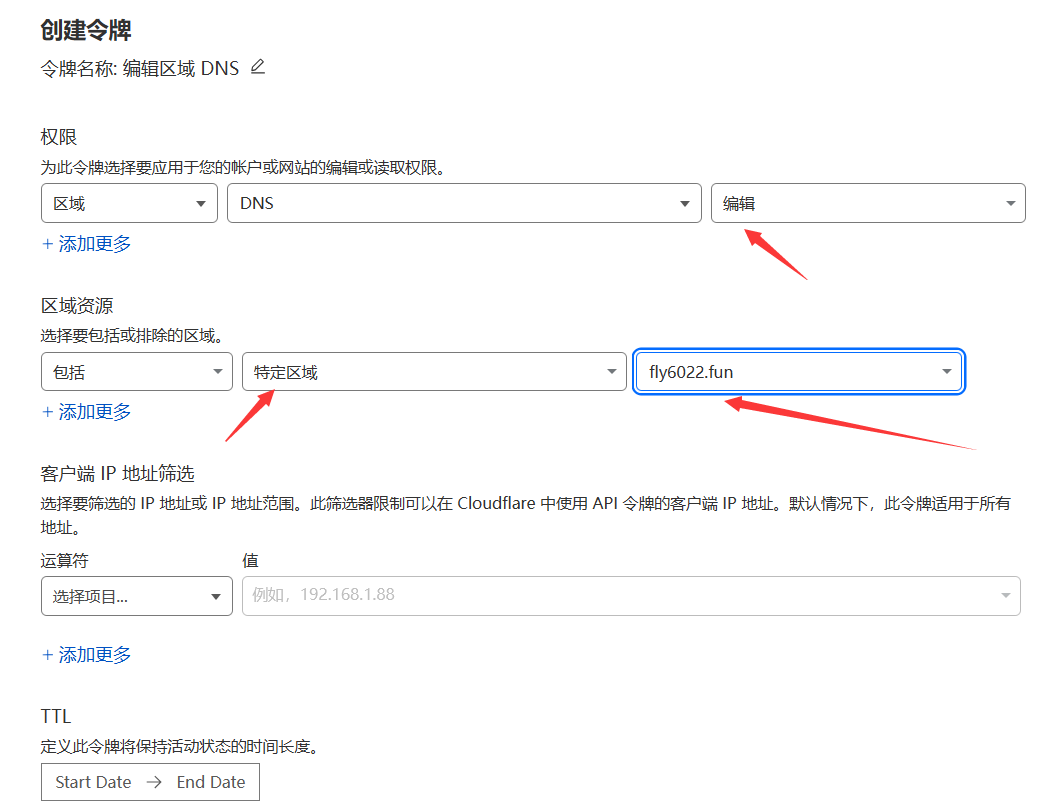 创建令牌
令牌名称: 编辑区域 DNS
权限
为此令牌选择要应用于您的帐户或网站的编辑或读取权限。
区域 DNS 编辑
+ 添加更多
区域资源
选择要包括或排除的区域。
包括 特定区域 fly6022.fun
+ 添加更多
客户端 IP 地址筛选
选择要筛选的 IP 地址或 IP 地址范围。此筛选器限制可以在 Cloudflare 中使用 API 令牌的客户端 IP 地址。默认情况下，此令牌适用于所有
地址。
运算符 值
选择项目... 例如，192.168.1.88
+ 添加更多
TTL
定义此令牌将保持活动状态的时间长度。
Start Date → End Date